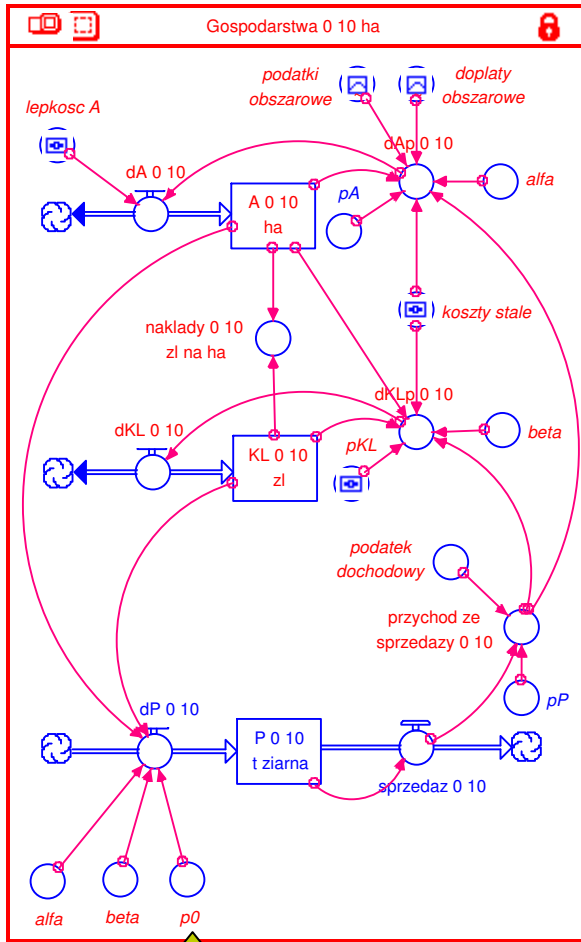 Gospodarstwa 0 10 ha
podatki
obszarowe
doplaty
obszarowe
lepkosc A
dA 0 10
dAp 0 10
A 0 10
ha
pA
alfa
naklady 0 10
zl na ha
koszty stale
dKLp 0 10
dKL 0 10
KL 0 10
zl
pKL
beta
podatek
dochodowy
przychod ze
sprzedazy 0 10
pP
dP 0 10
P 0 10
t ziarna
sprzedaz 0 10
alfa
beta
p0